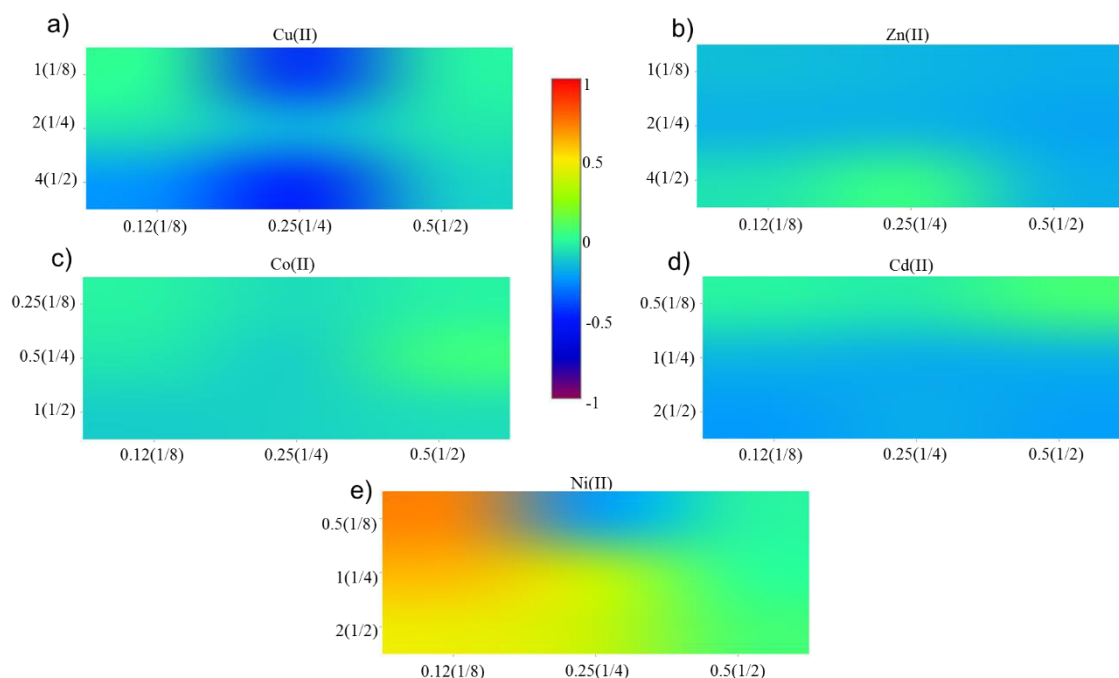 a)
Cu(II)
1(1/8)
2(1/4)
4(1/2)
0.12(1/8) 0.25(1/4) 0.5(1/2)
1
0.5
0
-0.5
-1
b)
Zn(II)
1(1/8)
2(1/4)
4(1/2)
0.12(1/8) 0.25(1/4) 0.5(1/2)
c)
Co(II)
0.25(1/8)
0.5(1/4)
1(1/2)
0.12(1/8) 0.25(1/4) 0.5(1/2)
d)
Cd(II)
0.5(1/8)
1(1/4)
2(1/2)
0.12(1/8) 0.25(1/4) 0.5(1/2)
e)
Ni(II)
0.5(1/8)
1(1/4)
2(1/2)
0.12(1/8) 0.25(1/4) 0.5(1/2)